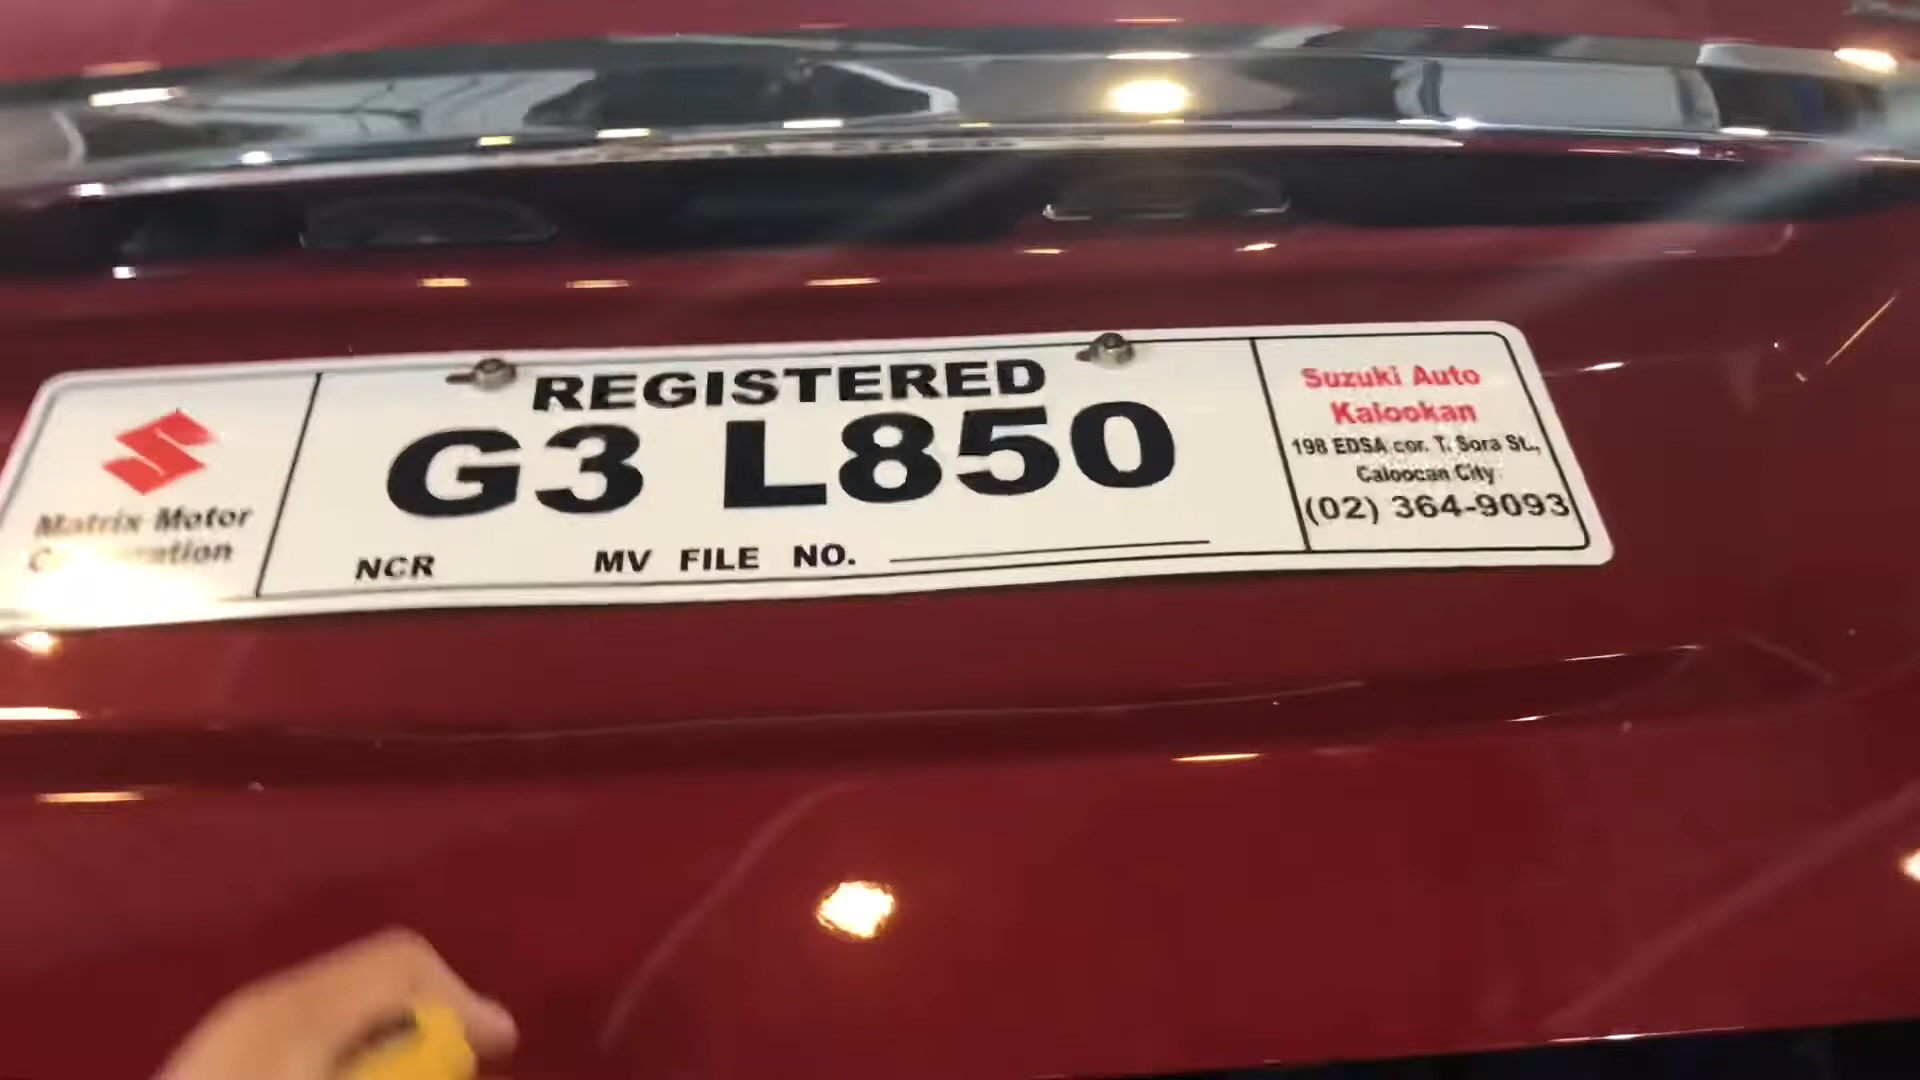 Matrix Motor
Corporation
REGISTERED
G3 L850
NCR MV FILE NO.
Suzuki Auto
Kalookan
198 EDSA cor. T. Sora St.,
Caloocan City
(02) 364-9093